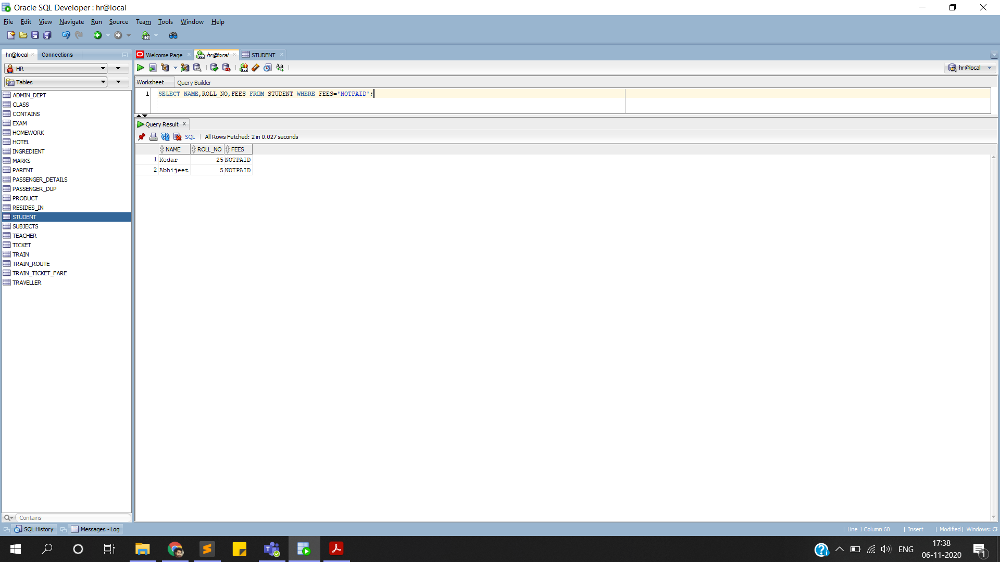 Oracle SQL Developer : hr@local
File Edit View Navigate Run Source Team Tools Window Help
hr@local Connections
Welcome Page hr@local STUDENT
HR
hr@local
Tables
Worksheet Query Builder
1 SELECT NAME,ROLL_NO,FEES FROM STUDENT WHERE FEES='NOTPAID';
ADMIN_DEPT
CLASS
CONTAINS
EXAM
HOMEWORK
HOTEL
INGREDIENT
MARKS
PARENT
PASSENGER_DETAILS
PASSENGER_DUP
PRODUCT
RESIDES_IN
STUDENT
SUBJECTS
TEACHER
TICKET
TRAIN
TRAIN_ROUTE
TRAIN_TICKET_FARE
TRAVELLER
Query Result
SQL | All Rows Fetched: 2 in 0.027 seconds
NAME ROLL_NO FEES
1 Kedar 25 NOTPAID
2 Abhijeet 5 NOTPAID
Contains
SQL History Messages - Log
| Line 1 Column 60 | Insert | Modified | Windows:
ENG
17:38
06-11-2020
1